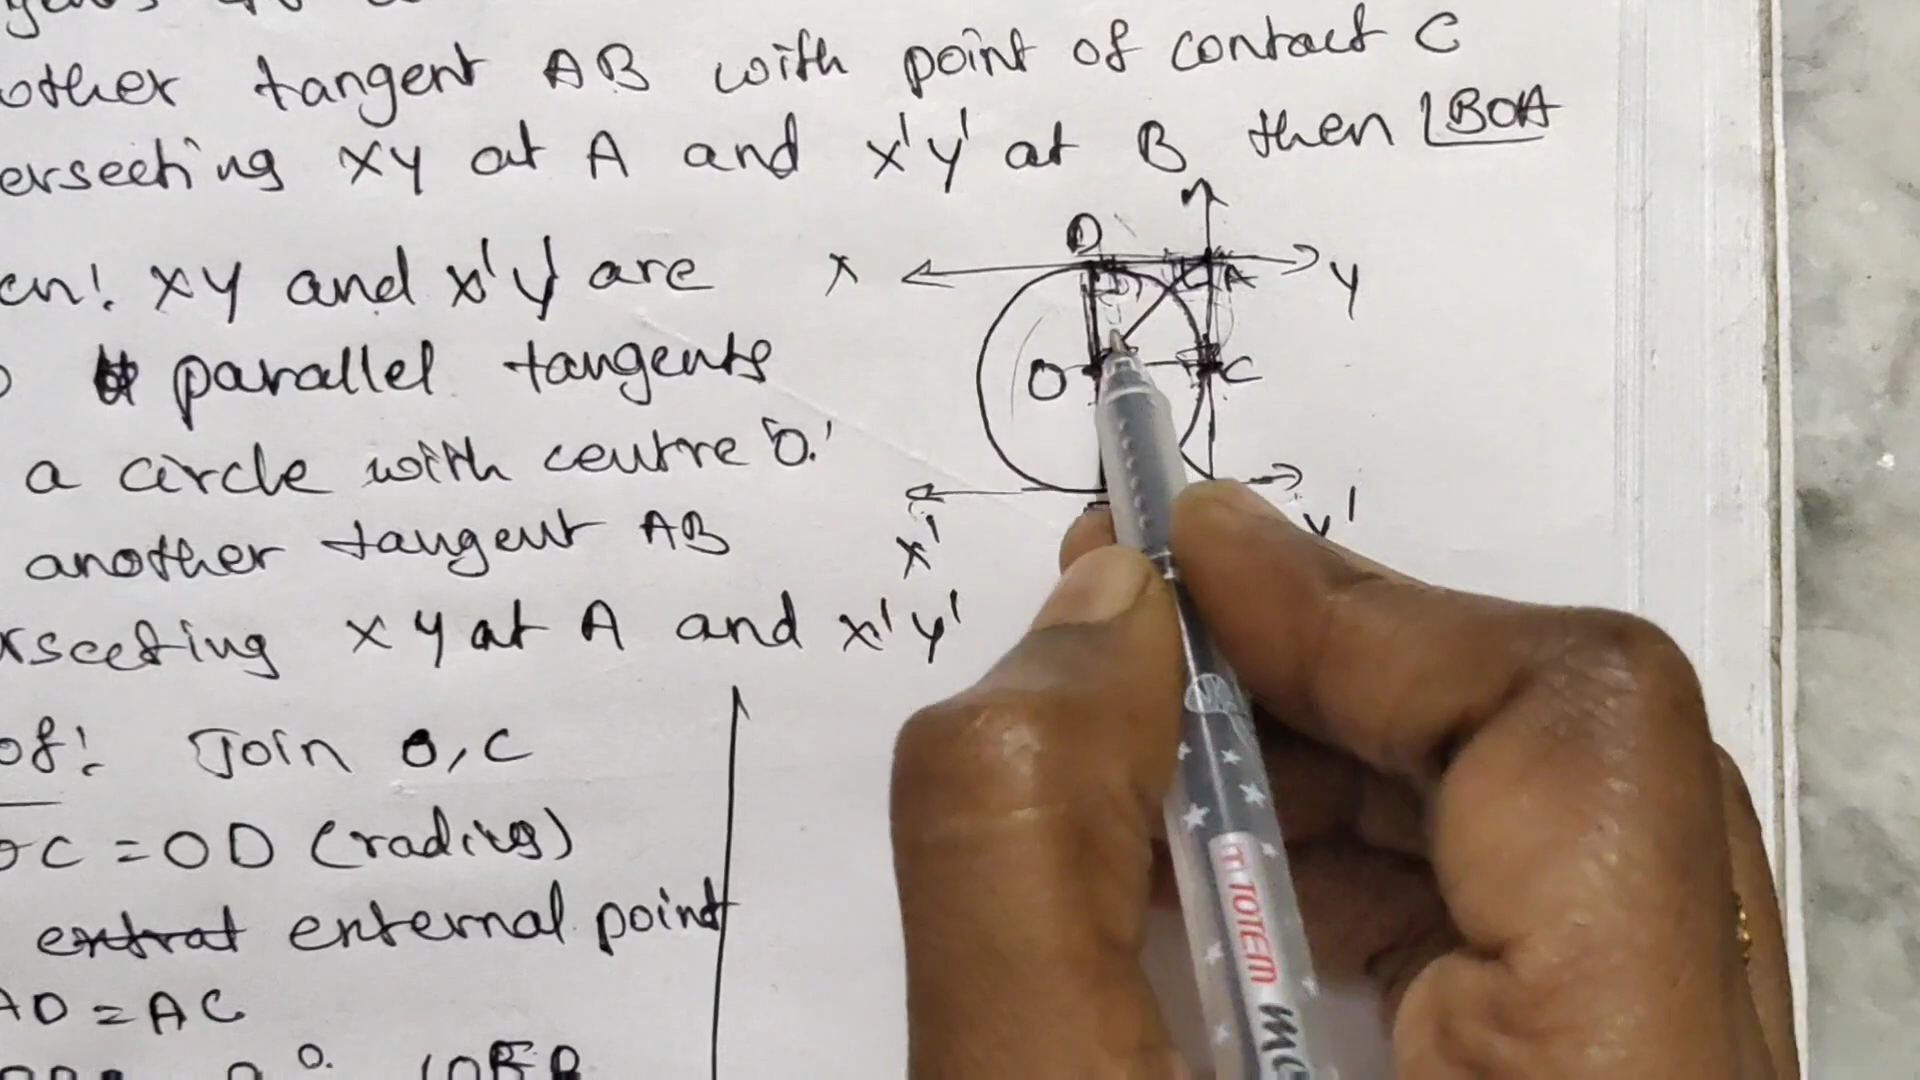 other tangent AB with point of contact C
ersecting xy at A and x'y' at B then ∠BOA
en! xy and x'y' are
parallel tangents
a circle with centre 'O.'
another tangent AB
rsecting xy at A and x'y'
of! Join O,C
OC = OD (radius)
external point
AD = AC
D
x y
A
O C
x' y'
TOTEM